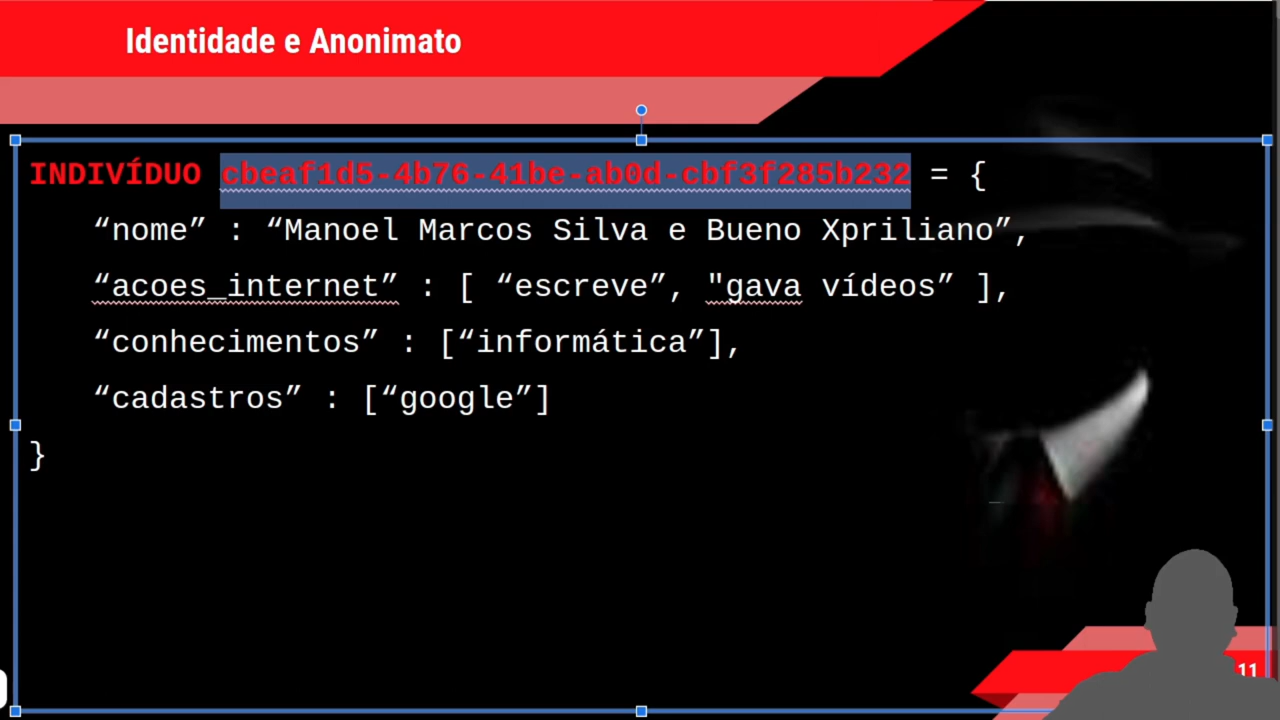 Identidade e Anonimato
INDIVÍDUO cbeaf1d5-4b76-41be-ab0d-cbf3f285b232 = {
“nome” : “Manoel Marcos Silva e Bueno Xpriliano”,
“acoes_internet” : [ “escreve”, "gava vídeos” ],
“conhecimentos” : [“informática”],
“cadastros” : [“google”]
}
11